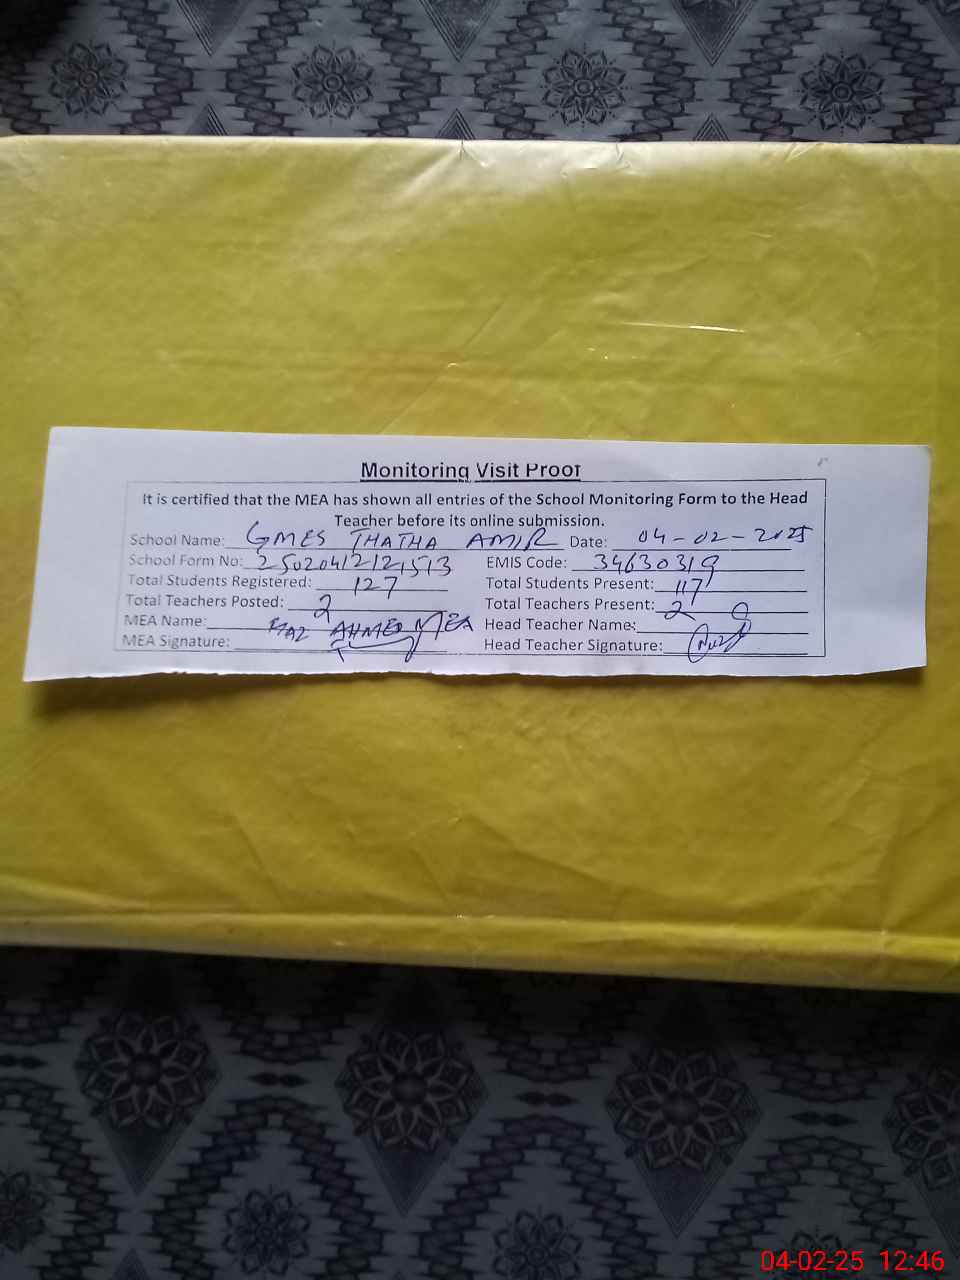 Monitoring Visit Proof
It is certified that the MEA has shown all entries of the School Monitoring Form to the Head
Teacher before its online submission.
School Name: GMES THATHA AMIR Date: 04-02-2025
School Form No: 25020412121513 EMIS Code: 34630319
Total Students Registered: 127 Total Students Present: 117
Total Teachers Posted: 2 Total Teachers Present: 2
MEA Name: AHMED MEA Head Teacher Name:
MEA Signature: Head Teacher Signature:
04-02-25 12:46